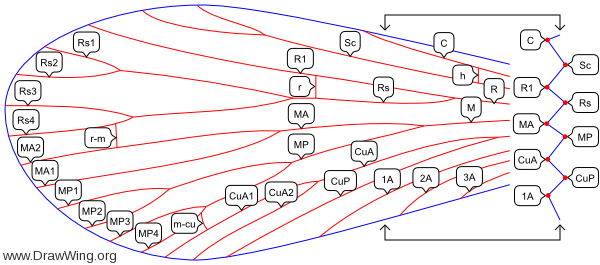 C
Sc
Rs1
C
Rs2
R1
Sc
h
r
Rs
R
R1
Rs3
Rs
M
Rs4
MA
MA
r-m
MP
MA2
MP
CuA
CuA
MA1
CuP
MP1
CuA1
CuA2
CuP
1A
2A
3A
1A
MP2
MP3
m-cu
MP4
www.DrawWing.org